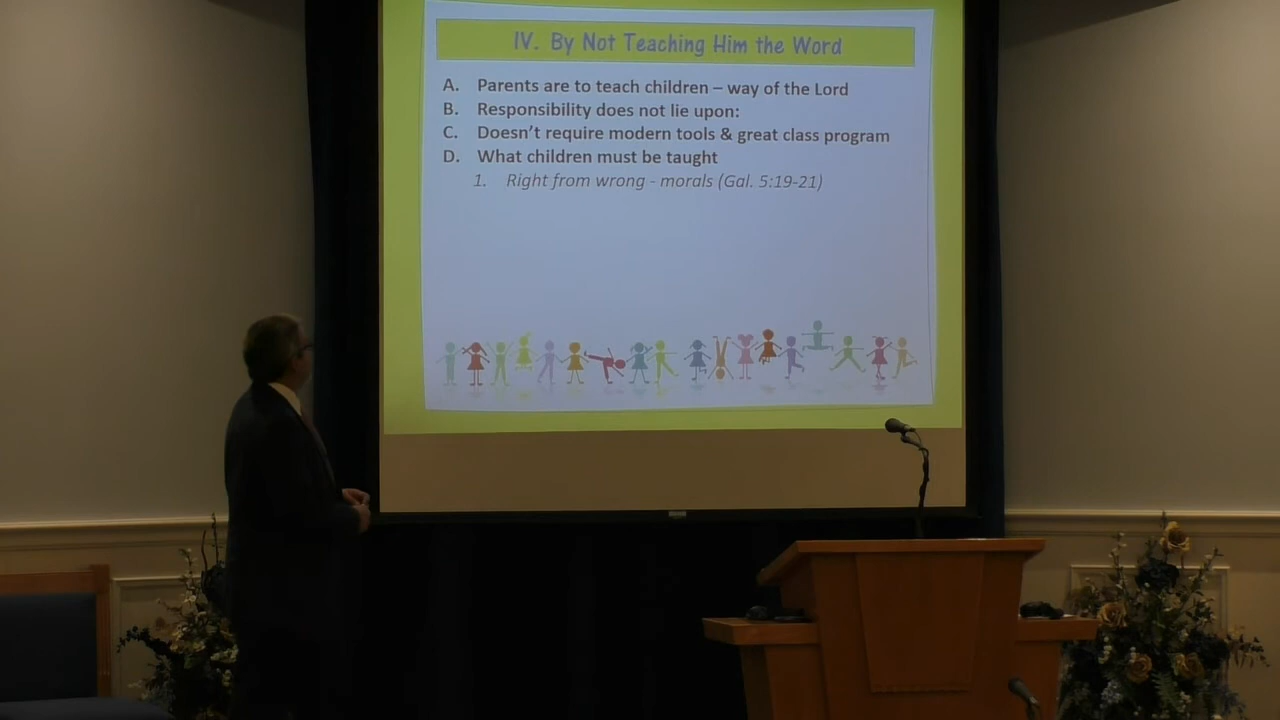 IV. By Not Teaching Him the Word
A. Parents are to teach children – way of the Lord
B. Responsibility does not lie upon:
C. Doesn't require modern tools & great class program
D. What children must be taught
1. Right from wrong - morals (Gal. 5:19-21)